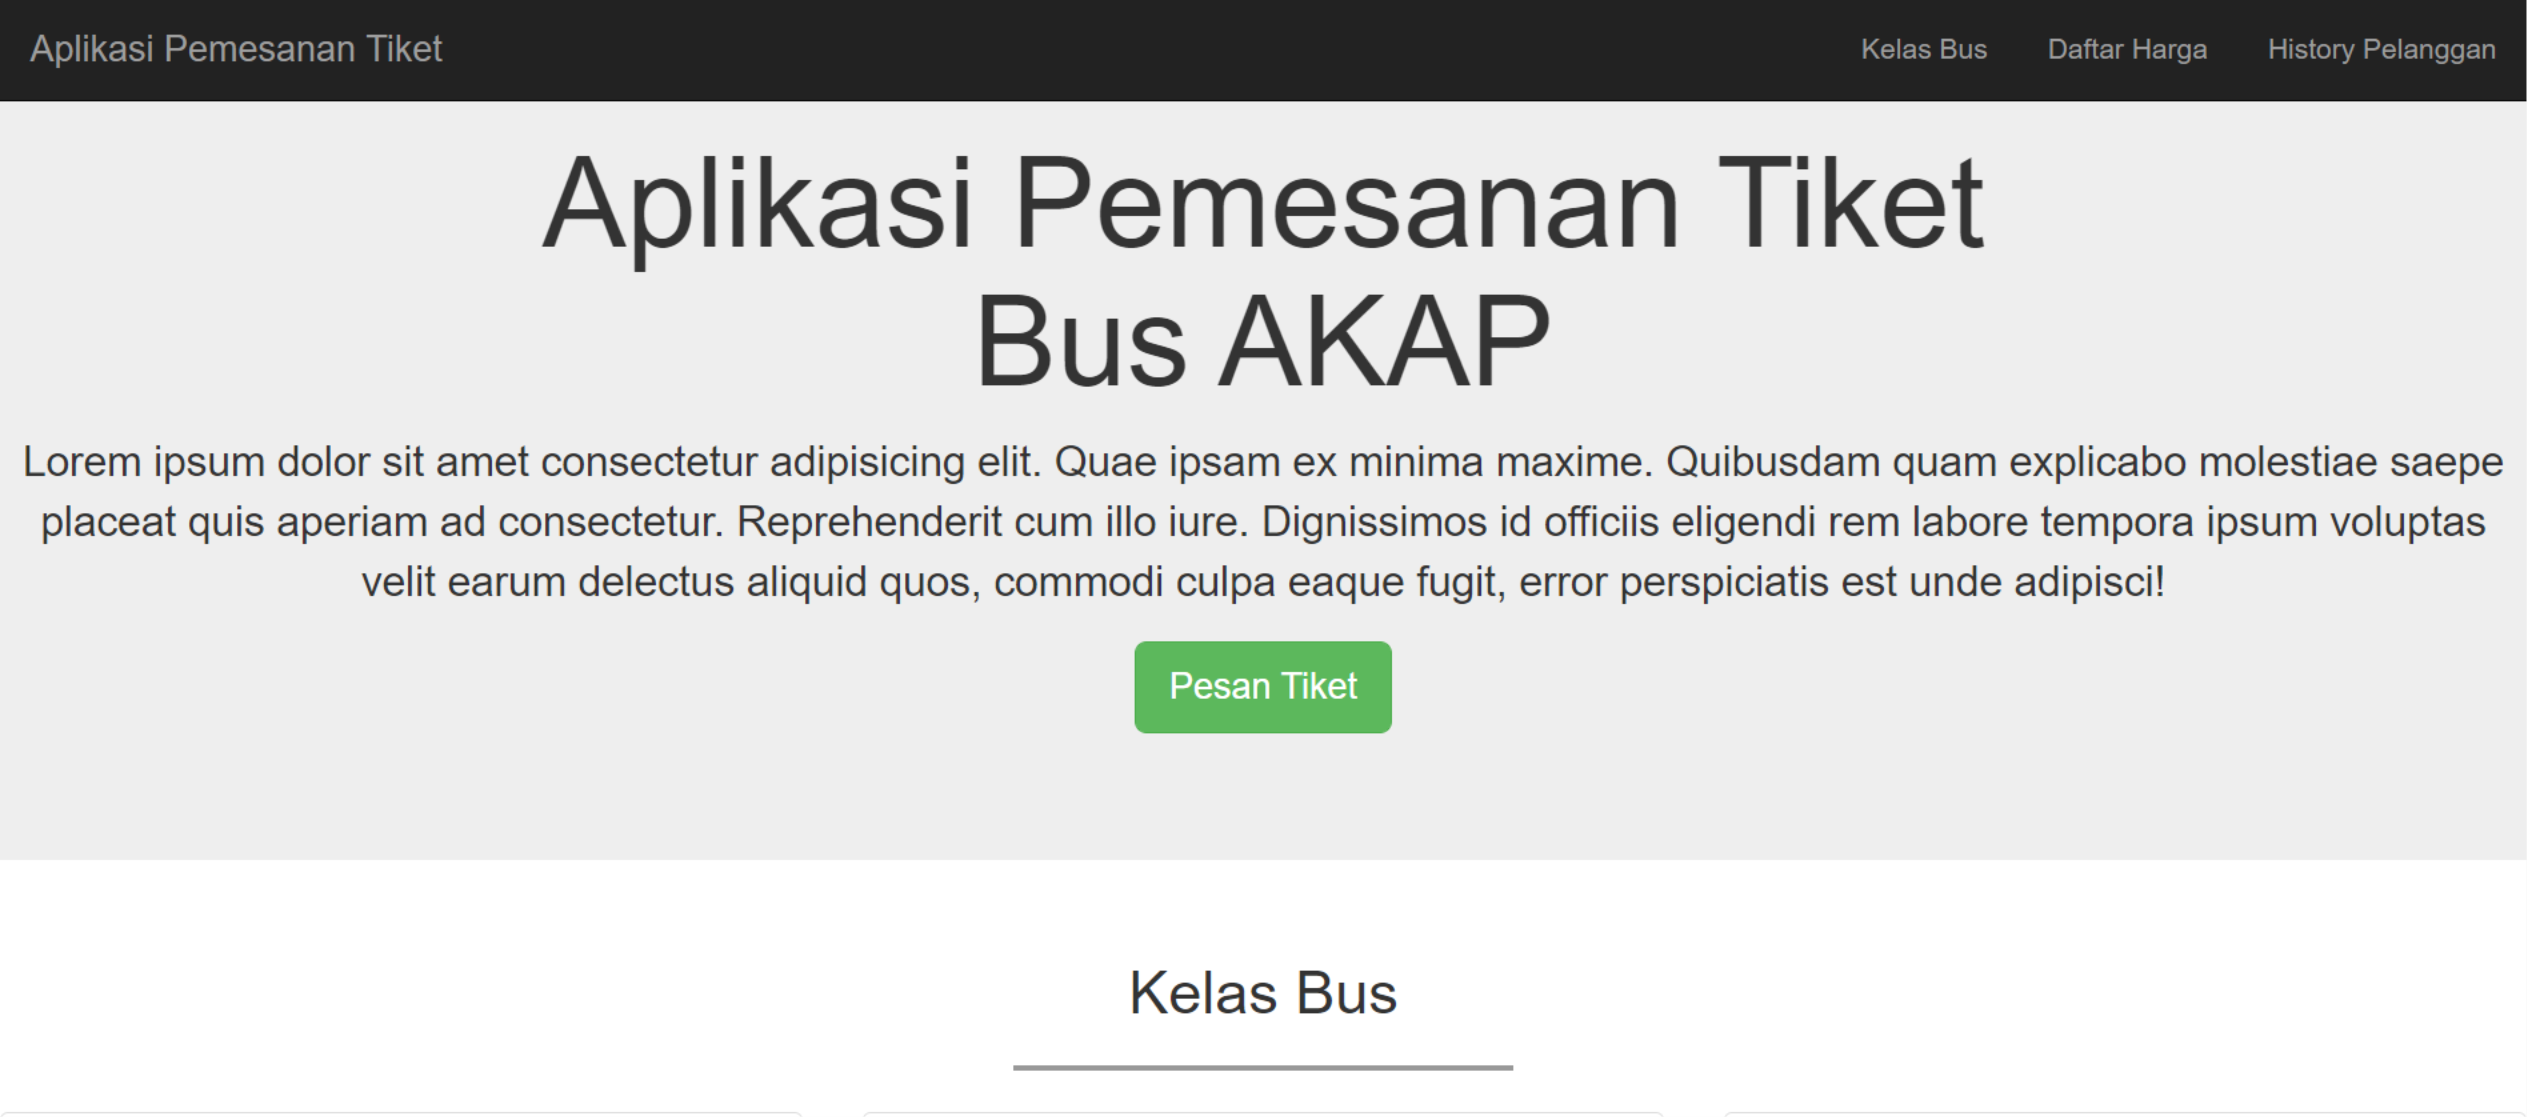 Aplikasi Pemesanan Tiket
Kelas Bus
Daftar Harga
History Pelanggan
Aplikasi Pemesanan Tiket
Bus AKAP
Lorem ipsum dolor sit amet consectetur adipisicing elit. Quae ipsam ex minima maxime. Quibusdam quam explicabo molestiae saepe
placeat quis aperiam ad consectetur. Reprehenderit cum illo iure. Dignissimos id officiis eligendi rem labore tempora ipsum voluptas
velit earum delectus aliquid quos, commodi culpa eaque fugit, error perspiciatis est unde adipisci!
Pesan Tiket
Kelas Bus